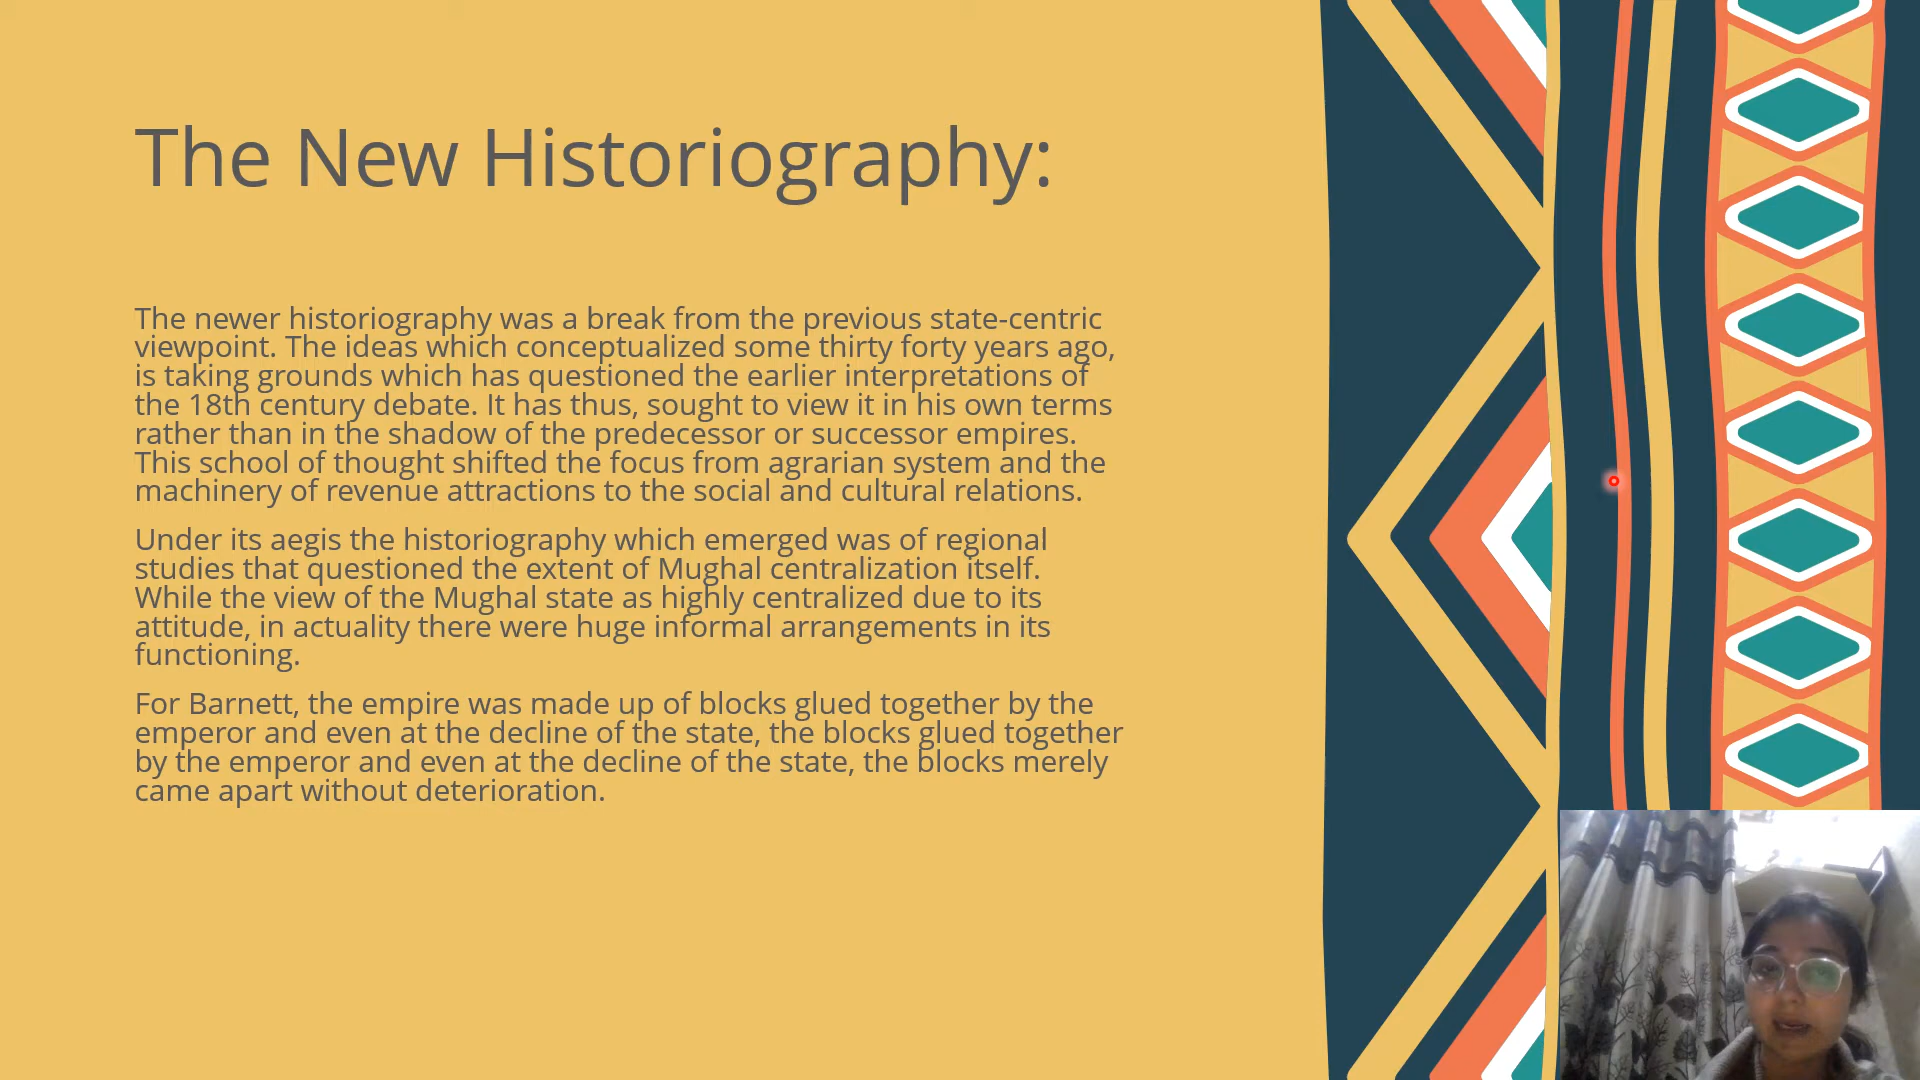 The New Historiography:
The newer historiography was a break from the previous state-centric
viewpoint. The ideas which conceptualized some thirty forty years ago,
is taking grounds which has questioned the earlier interpretations of
the 18th century debate. It has thus, sought to view it in his own terms
rather than in the shadow of the predecessor or successor empires.
This school of thought shifted the focus from agrarian system and the
machinery of revenue attractions to the social and cultural relations.
Under its aegis the historiography which emerged was of regional
studies that questioned the extent of Mughal centralization itself.
While the view of the Mughal state as highly centralized due to its
attitude, in actuality there were huge informal arrangements in its
functioning.
For Barnett, the empire was made up of blocks glued together by the
emperor and even at the decline of the state, the blocks glued together
by the emperor and even at the decline of the state, the blocks merely
came apart without deterioration.